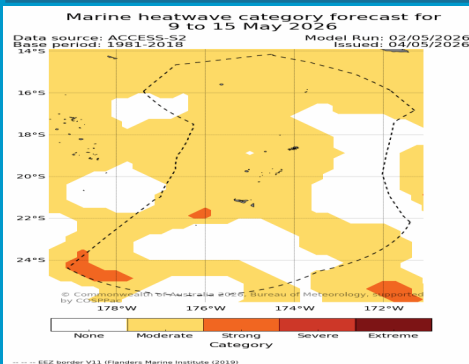 Marine heatwave category forecast for
9 to 15 May 2026
Data source: ACCESS-S2 Model Run: 02/05/2026
Base period: 1981-2018 Issued: 04/05/2026
14°S
16°S
18°S
20°S
22°S
24°S
© Commonwealth of Australia 2026, Bureau of Meteorology, supported
by COSPPac
178°W 176°W 174°W 172°W
None Moderate Strong Severe Extreme
Category
-- -- -- EEZ border V11 (Flanders Marine Institute (2019)